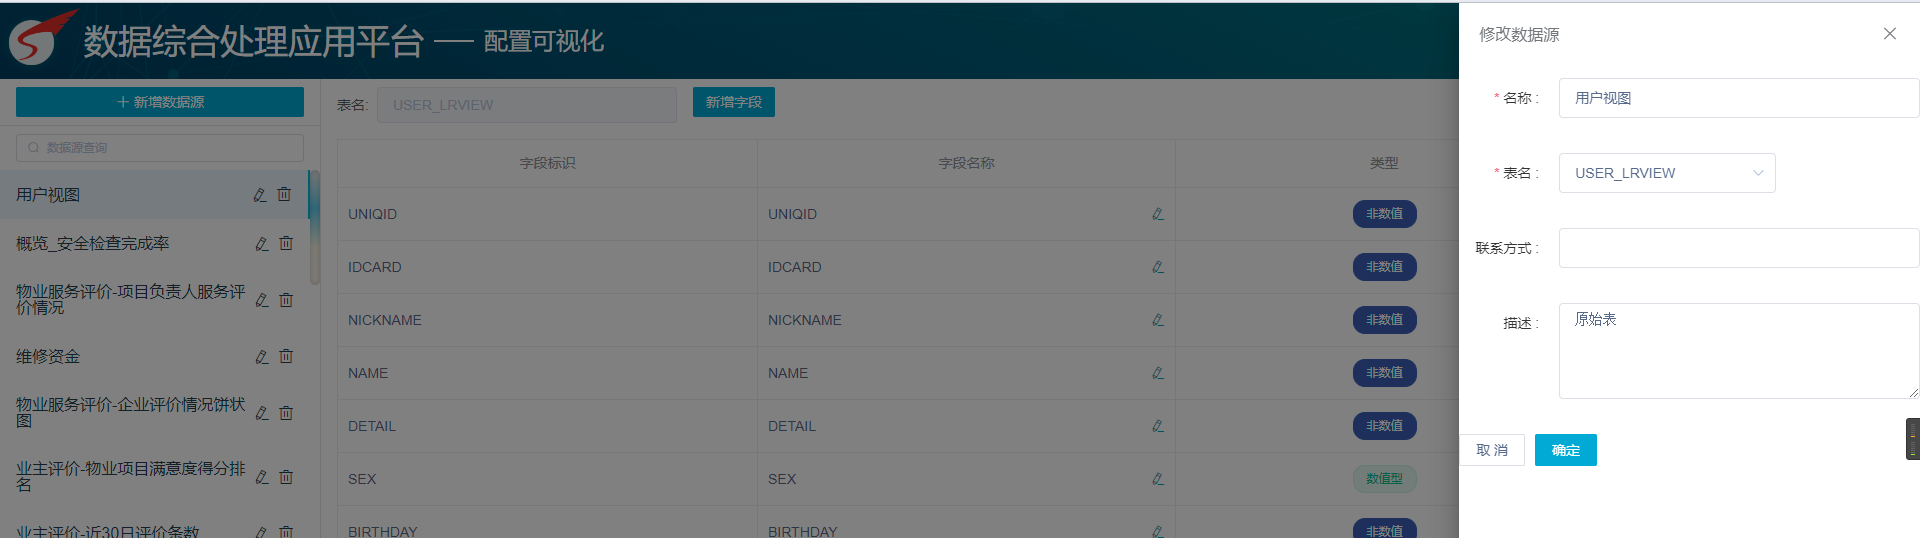 数据综合处理应用平台 —— 配置可视化
新增数据源
数据源查询
用户视图
概览_安全检查完成率
物业服务评价-项目负责人服务评
价情况
维修资金
物业服务评价-企业评价情况饼状
图
业主评价-物业项目满意度得分排
名
业主评价-近30日评价条数
表名: USER_LRVIEW 新增字段
字段标识 字段名称 类型
UNIQID UNIQID 非数值
IDCARD IDCARD 非数值
NICKNAME NICKNAME 非数值
NAME NAME 非数值
DETAIL DETAIL 非数值
SEX SEX 数值型
BIRTHDAY BIRTHDAY 非数值
修改数据源
* 名称 : 用户视图
* 表名 : USER_LRVIEW
联系方式 :
描述 : 原始表
取 消 确定